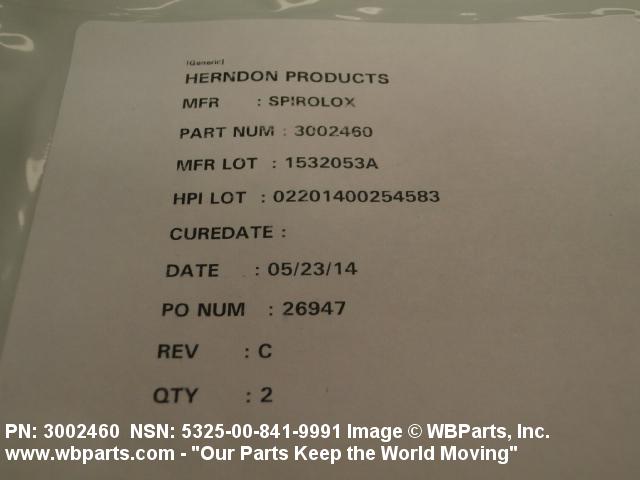 [Generic]
HERNDON PRODUCTS
MFR : SPIROLOX
PART NUM : 3002460
MFR LOT : 1532053A
HPI LOT : 02201400254583
CUREDATE :
DATE : 05/23/14
PO NUM : 26947
REV : C
QTY : 2
PN: 3002460 NSN: 5325-00-841-9991 Image © WBParts, Inc.
www.wbparts.com - "Our Parts Keep the World Moving"